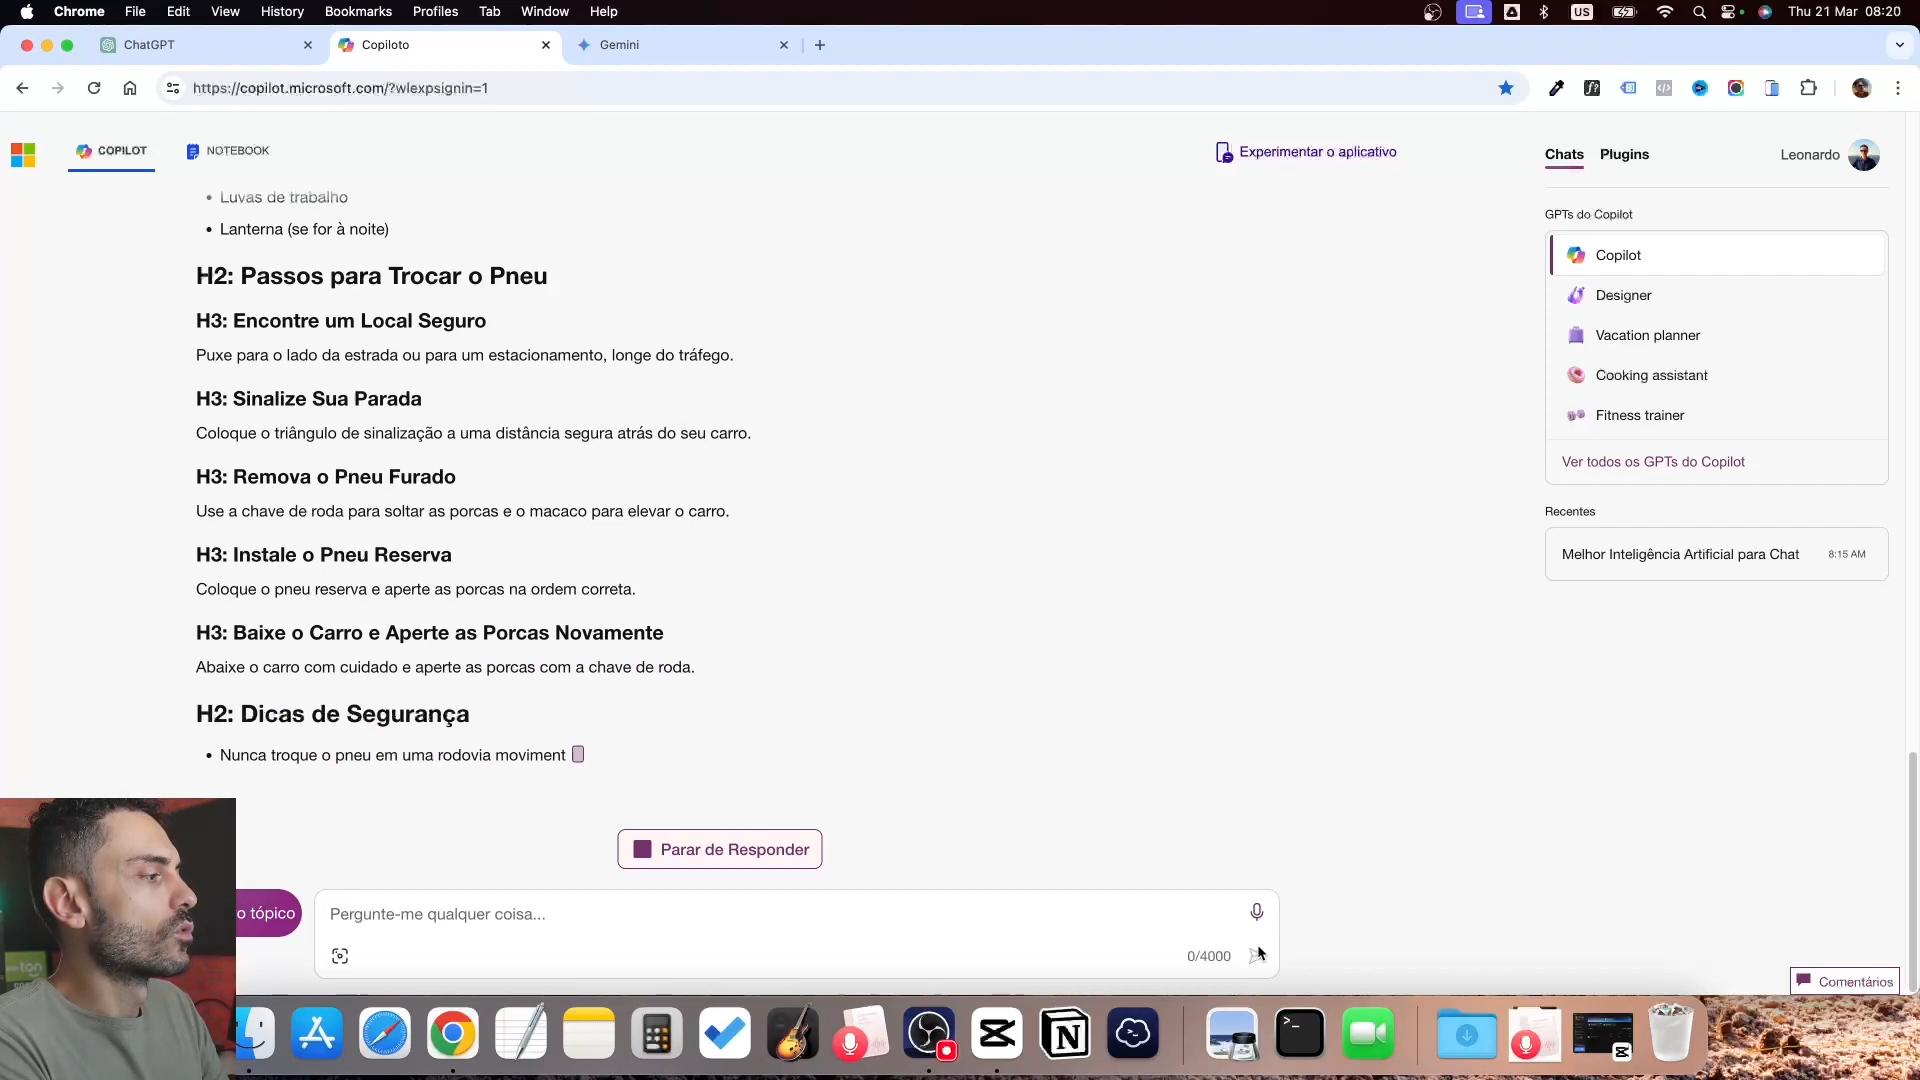 Chrome File Edit View History Bookmarks Profiles Tab Window Help US Thu 21 Mar 08:20
ChatGPT Copiloto Gemini
https://copilot.microsoft.com/?wlexpsignin=1
COPILOT NOTEBOOK Experimentar o aplicativo Chats Plugins Leonardo
Luvas de trabalho
Lanterna (se for à noite)
H2: Passos para Trocar o Pneu
H3: Encontre um Local Seguro
Puxe para o lado da estrada ou para um estacionamento, longe do tráfego.
H3: Sinalize Sua Parada
Coloque o triângulo de sinalização a uma distância segura atrás do seu carro.
H3: Remova o Pneu Furado
Use a chave de roda para soltar as porcas e o macaco para elevar o carro.
H3: Instale o Pneu Reserva
Coloque o pneu reserva e aperte as porcas na ordem correta.
H3: Baixe o Carro e Aperte as Porcas Novamente
Abaixe o carro com cuidado e aperte as porcas com a chave de roda.
H2: Dicas de Segurança
Nunca troque o pneu em uma rodovia moviment
GPTs do Copilot
Copilot
Designer
Vacation planner
Cooking assistant
Fitness trainer
Ver todos os GPTs do Copilot
Recentes
Melhor Inteligência Artificial para Chat 8:15 AM
Parar de Responder
o tópico
Pergunte-me qualquer coisa...
0/4000
Comentários
ton